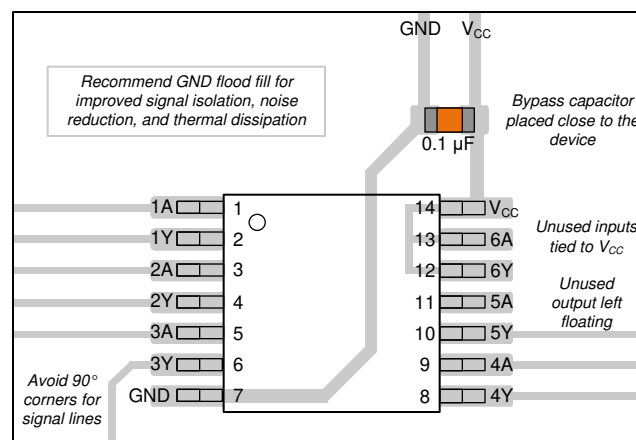 GND VCC
Recommend GND flood fill for
improved signal isolation, noise
reduction, and thermal dissipation
Bypass capacitor
placed close to the
device
0.1 µF
1A 1 14 VCC
1Y 2 13 6A
2A 3 12 6Y
2Y 4 11 5A
3A 5 10 5Y
3Y 6 9 4A
GND 7 8 4Y
Unused inputs
tied to VCC
Unused
output left
floating
Avoid 90°
corners for
signal lines